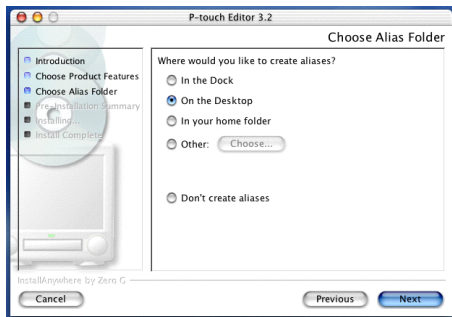 P-touch Editor 3.2
Choose Alias Folder
Introduction
Choose Product Features
Choose Alias Folder
Pre-Installation Summary
Installing...
Install Complete
Where would you like to create aliases?
In the Dock
On the Desktop
In your home folder
Other: Choose...
Don't create aliases
InstallAnywhere by Zero G
Cancel Previous Next